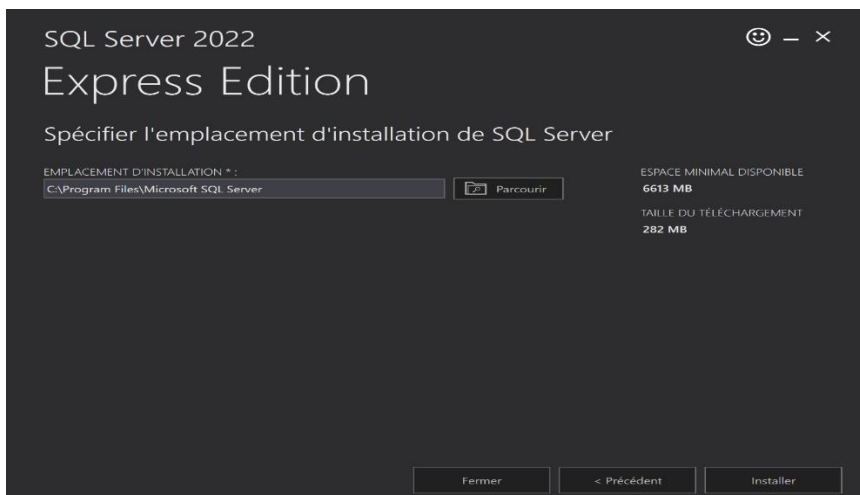 SQL Server 2022
Express Edition
Spécifier l'emplacement d'installation de SQL Server
EMPLACEMENT D'INSTALLATION * :
C:\Program Files\Microsoft SQL Server
Parcourir
ESPACE MINIMAL DISPONIBLE
6613 MB
TAILLE DU TÉLÉCHARGEMENT
282 MB
Fermer
< Précédent
Installer